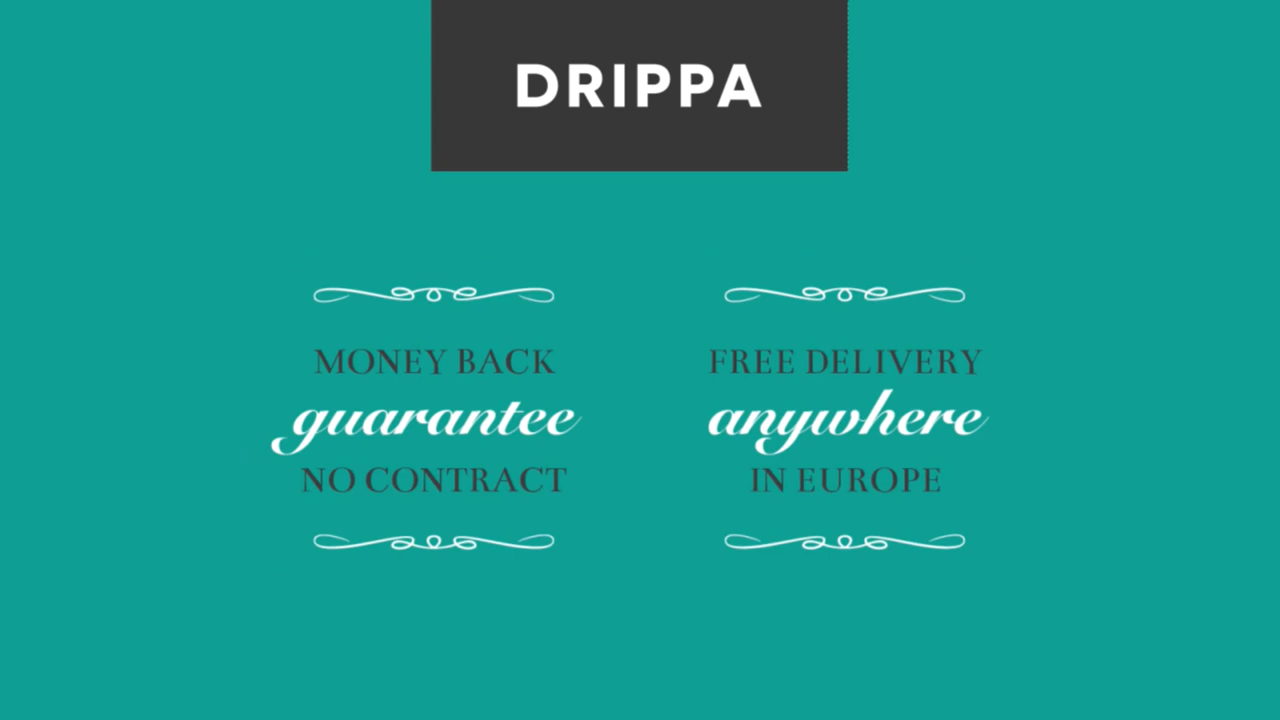 DRIPPA
MONEY BACK
guarantee
NO CONTRACT
FREE DELIVERY
anywhere
IN EUROPE